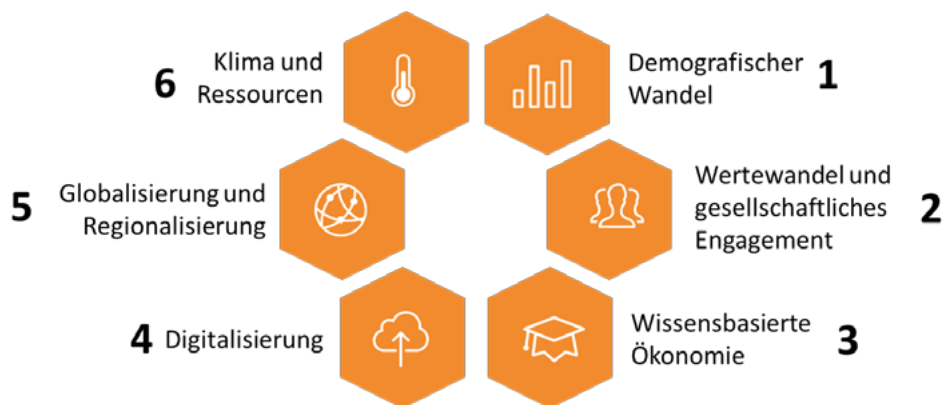 1
Demografischer
Wandel
2
Wertewandel und
gesellschaftliches
Engagement
3
Wissensbasierte
Ökonomie
4
Digitalisierung
5
Globalisierung und
Regionalisierung
6
Klima und
Ressourcen